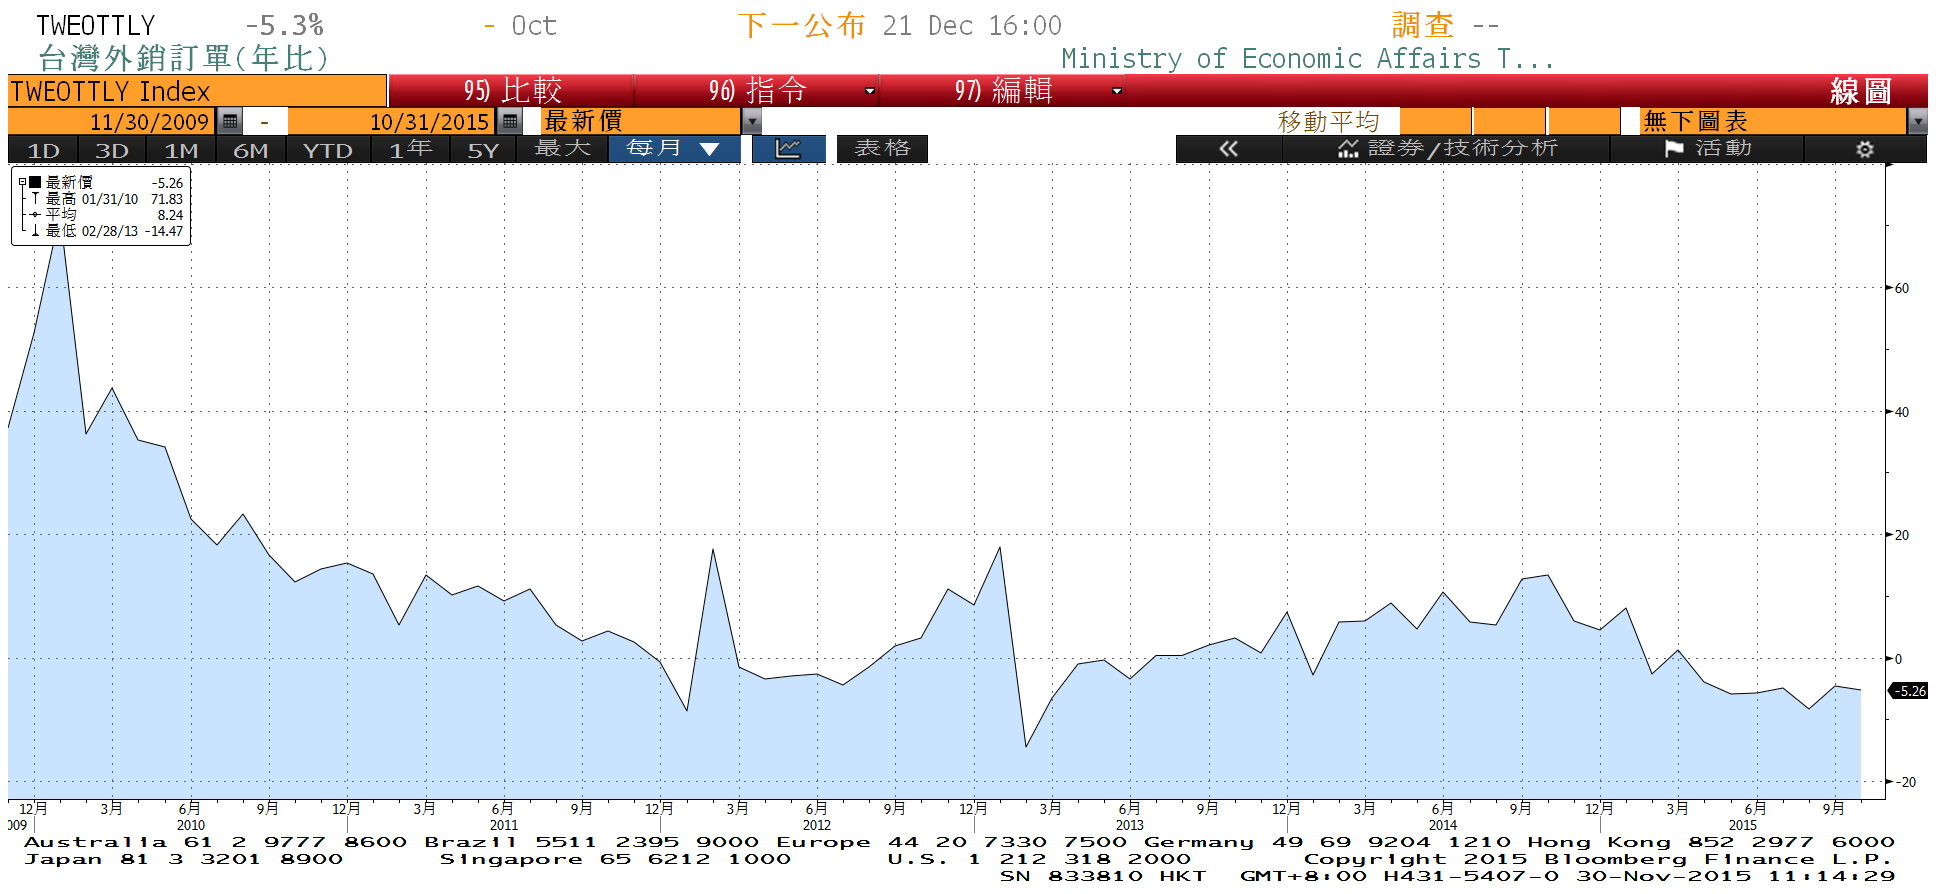 TWEOTTLY -5.3% - Oct 下一公布 21 Dec 16:00 調查 --
台灣外銷訂單(年比) Ministry of Economic Affairs T...
TWEOTTLY Index 95) 比較 96) 指令 97) 編輯 線圖
11/30/2009 - 10/31/2015 最新價 移動平均 無下圖表
1D 3D 1M 6M YTD 1年 5Y 最大 每月 表格 « 證券/技術分析 活動
最新價 -5.26
最高 01/31/10 71.83
平均 8.24
最低 02/28/13 -14.47
60
40
20
0
-5.26
-20
12月 3月 6月 9月 12月 3月 6月 9月 12月 3月 6月 9月 12月 3月 6月 9月 12月 3月 6月 9月 12月 3月 6月 9月
009 2010 2011 2012 2013 2014 2015
Australia 61 2 9777 8600 Brazil 5511 2395 9000 Europe 44 20 7330 7500 Germany 49 69 9204 1210 Hong Kong 852 2977 6000
Japan 81 3 3201 8900 Singapore 65 6212 1000 U.S. 1 212 318 2000 Copyright 2015 Bloomberg Finance L.P.
SN 833810 HKT GMT+8:00 H431-5407-0 30-Nov-2015 11:14:29